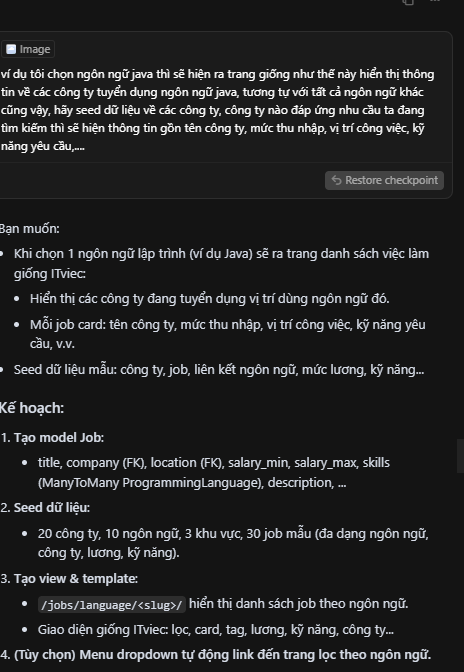 Image
ví dụ tôi chọn ngôn ngữ java thì sẽ hiện ra trang giống như thế này hiển thị thông
tin về các công ty tuyển dụng ngôn ngữ java, tương tự với tất cả ngôn ngữ khác
cũng vậy, hãy seed dữ liệu về các công ty, công ty nào đáp ứng nhu cầu ta đang
tìm kiếm thì sẽ hiện thông tin gồn tên công ty, mức thu nhập, vị trí công việc, kỹ
năng yêu cầu,....
Restore checkpoint
Bạn muốn:
• Khi chọn 1 ngôn ngữ lập trình (ví dụ Java) sẽ ra trang danh sách việc làm
giống ITviec:
• Hiển thị các công ty đang tuyển dụng vị trí dùng ngôn ngữ đó.
• Mỗi job card: tên công ty, mức thu nhập, vị trí công việc, kỹ năng yêu
cầu, v.v.
• Seed dữ liệu mẫu: công ty, job, liên kết ngôn ngữ, mức lương, kỹ năng...
Kế hoạch:
1. Tạo model Job:
• title, company (FK), location (FK), salary_min, salary_max, skills
(ManyToMany ProgrammingLanguage), description, ...
2. Seed dữ liệu:
• 20 công ty, 10 ngôn ngữ, 3 khu vực, 30 job mẫu (đa dạng ngôn ngữ,
công ty, lương, kỹ năng).
3. Tạo view & template:
• /jobs/language/<slug>/ hiển thị danh sách job theo ngôn ngữ.
• Giao diện giống ITviec: lọc, card, tag, lương, kỹ năng, công ty...
4. (Tùy chọn) Menu dropdown tự động link đến trang lọc theo ngôn ngữ.